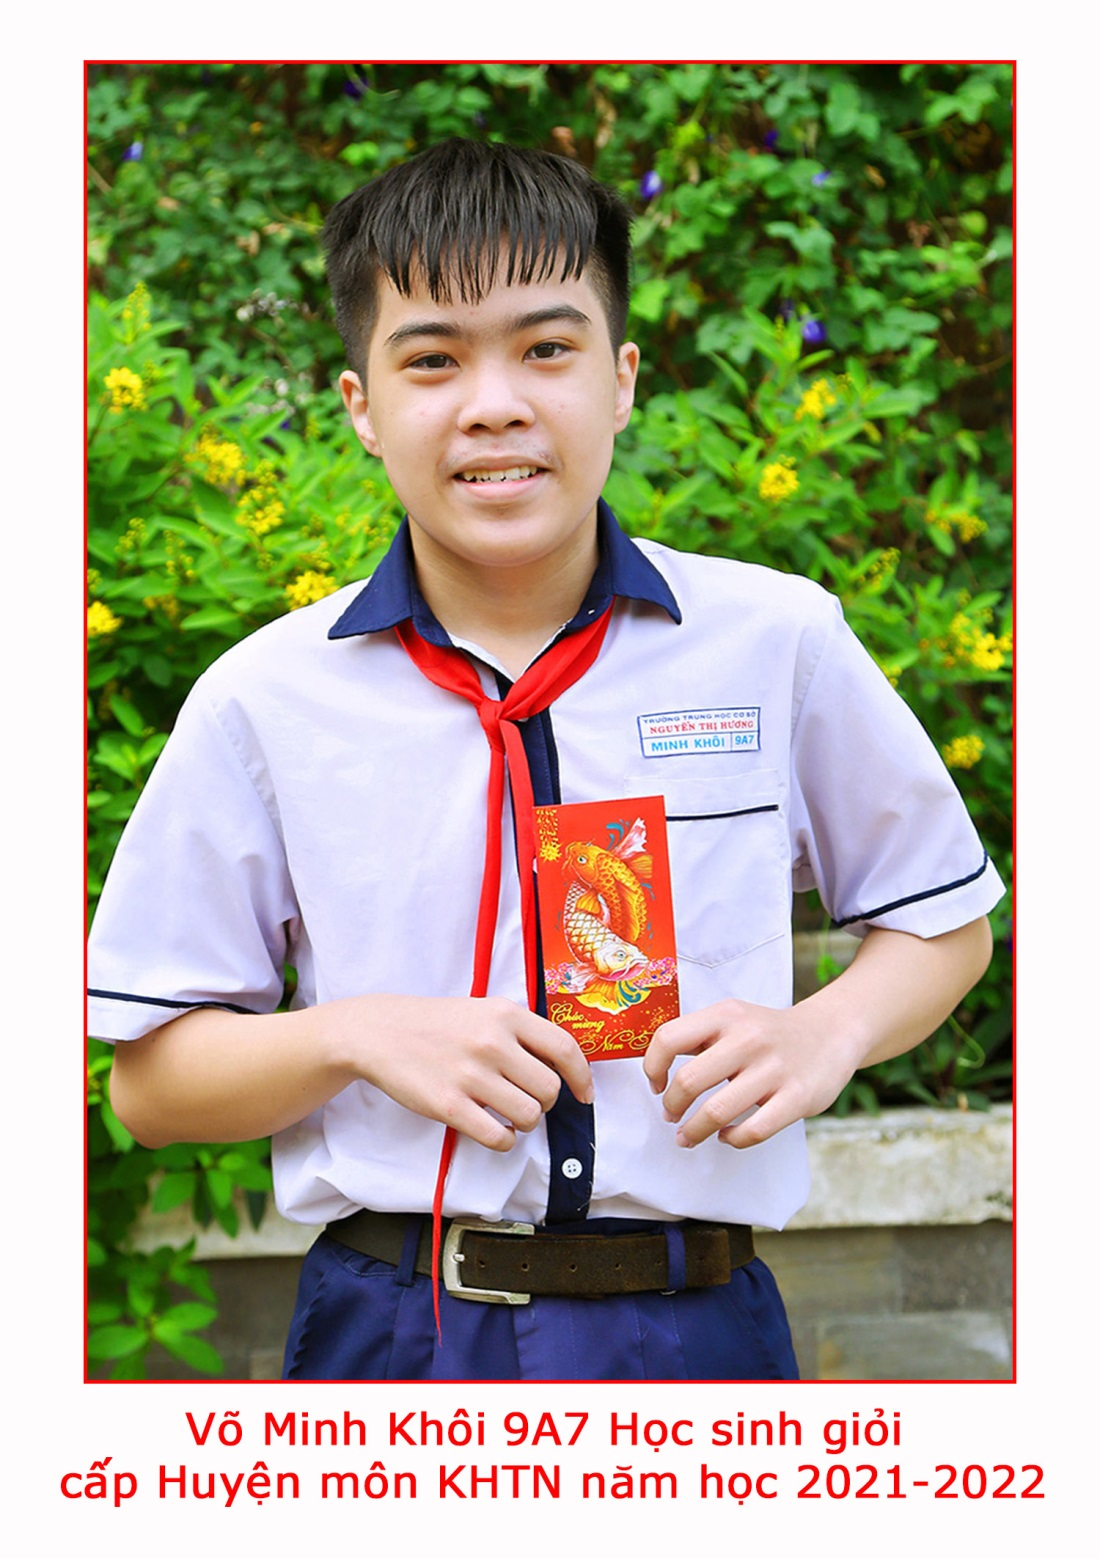 TRƯỜNG TRUNG HỌC CƠ SỞ
NGUYỄN THỊ HƯƠNG
MINH KHÔI 9A7
Chúc
mừng
Năm
Võ Minh Khôi 9A7 Học sinh giỏi
cấp Huyện môn KHTN năm học 2021-2022